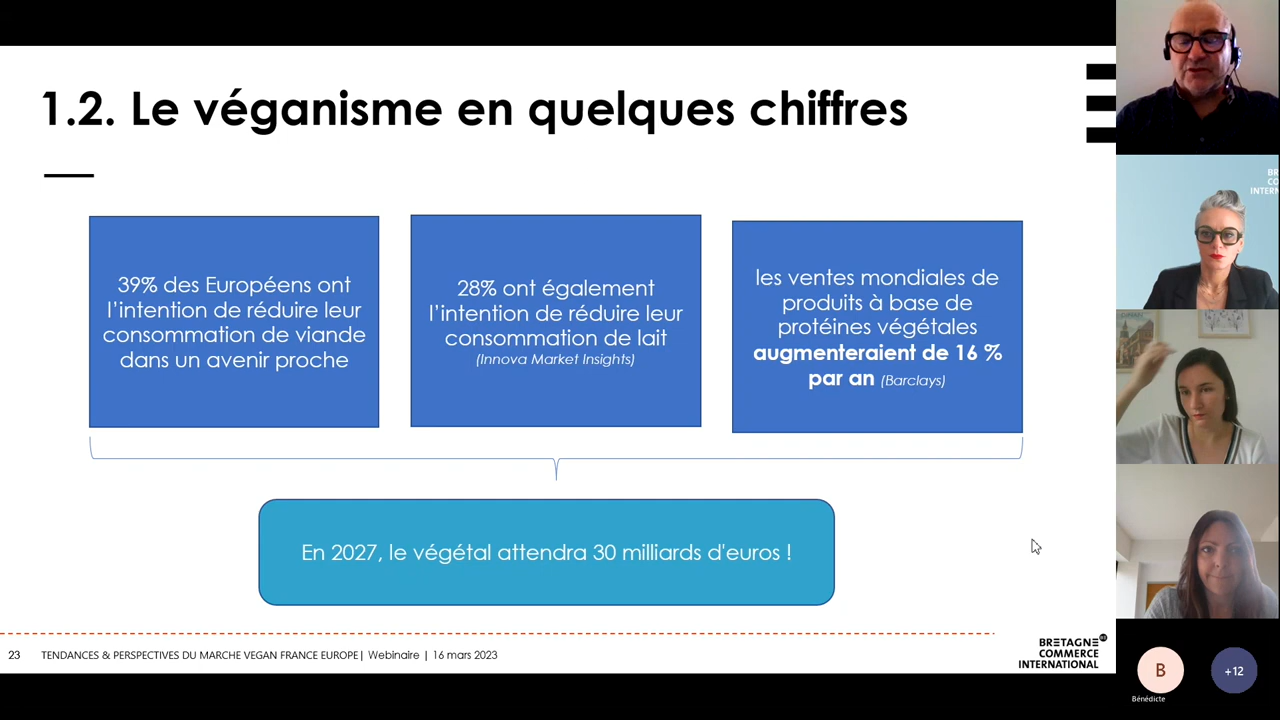 1.2. Le véganisme en quelques chiffres
39% des Européens ont
l'intention de réduire leur
consommation de viande
dans un avenir proche
28% ont également
l'intention de réduire leur
consommation de lait
(Innova Market Insights)
les ventes mondiales de
produits à base de
protéines végétales
augmenteraient de 16 %
par an (Barclays)
En 2027, le végétal attendra 30 milliards d'euros !
23 TENDANCES & PERSPECTIVES DU MARCHE VEGAN FRANCE EUROPE| Webinaire | 16 mars 2023
BRETAGNE
COMMERCE
INTERNATIONAL
BR
CO
INTERN
B
+12
Bénédicte